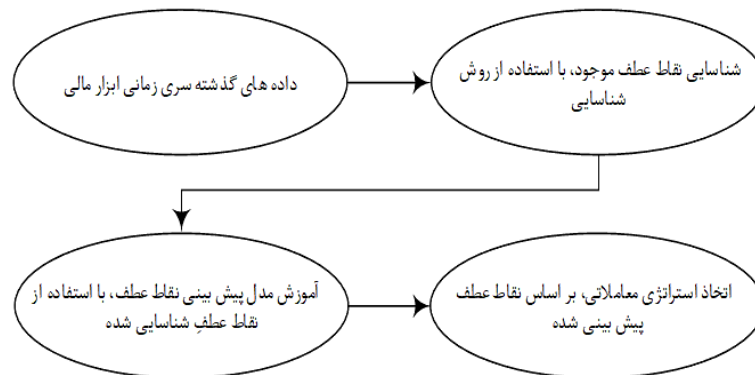 داده های گذشته سری زمانی ابزار مالی
شناسایی نقاط عطف موجود، با استفاده از روش
شناسایی
آموزش مدل پیش بینی نقاط عطف، با استفاده از
نقاط عطفِ شناسایی شده
اتخاذ استراتژی معاملاتی، بر اساس نقاط عطف
پیش بینی شده